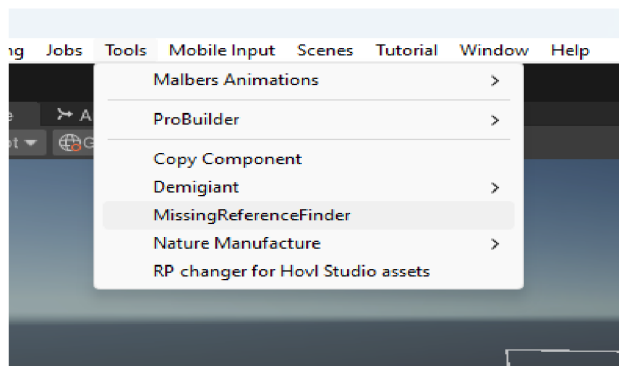 Jobs Tools Mobile Input Scenes Tutorial Window Help
Malbers Animations
ProBuilder
Copy Component
Demigiant
MissingReferenceFinder
Nature Manufacture
RP changer for Hovl Studio assets